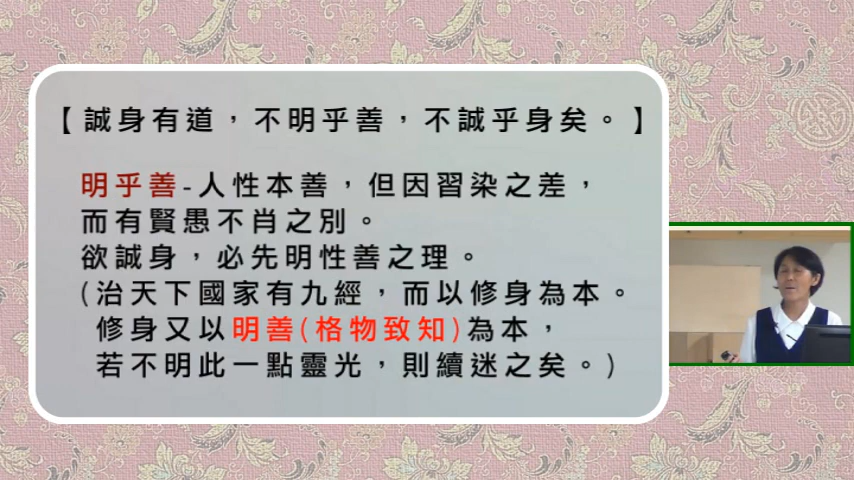 【誠身有道，不明乎善，不誠乎身矣。】
明乎善-人性本善，但因習染之差，
而有賢愚不肖之別。
欲誠身，必先明性善之理。
(治天下國家有九經，而以修身為本。
修身又以明善(格物致知)為本，
若不明此一點靈光，則續迷之矣。)